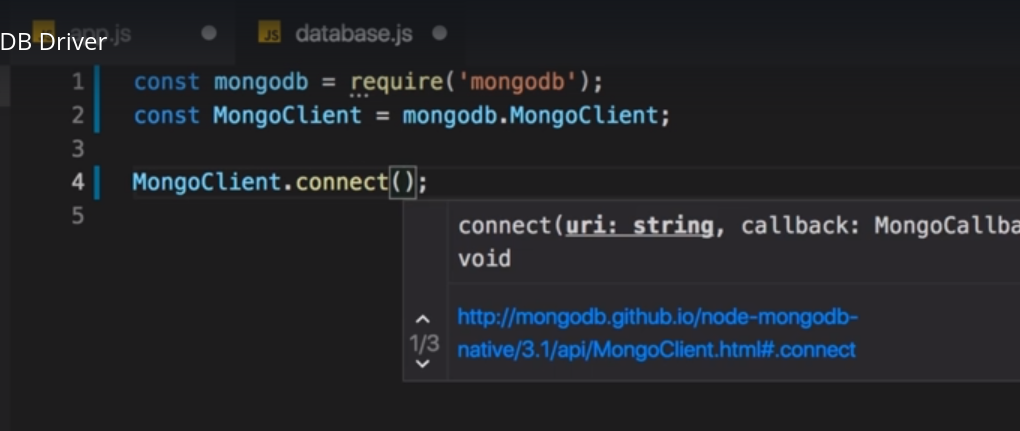 DB Driver
app.js
JS database.js
1 const mongodb = require('mongodb');
2 const MongoClient = mongodb.MongoClient;
3
4 MongoClient.connect();
5
connect(uri: string, callback: MongoCallba
void
http://mongodb.github.io/node-mongodb-
1/3
native/3.1/api/MongoClient.html#.connect